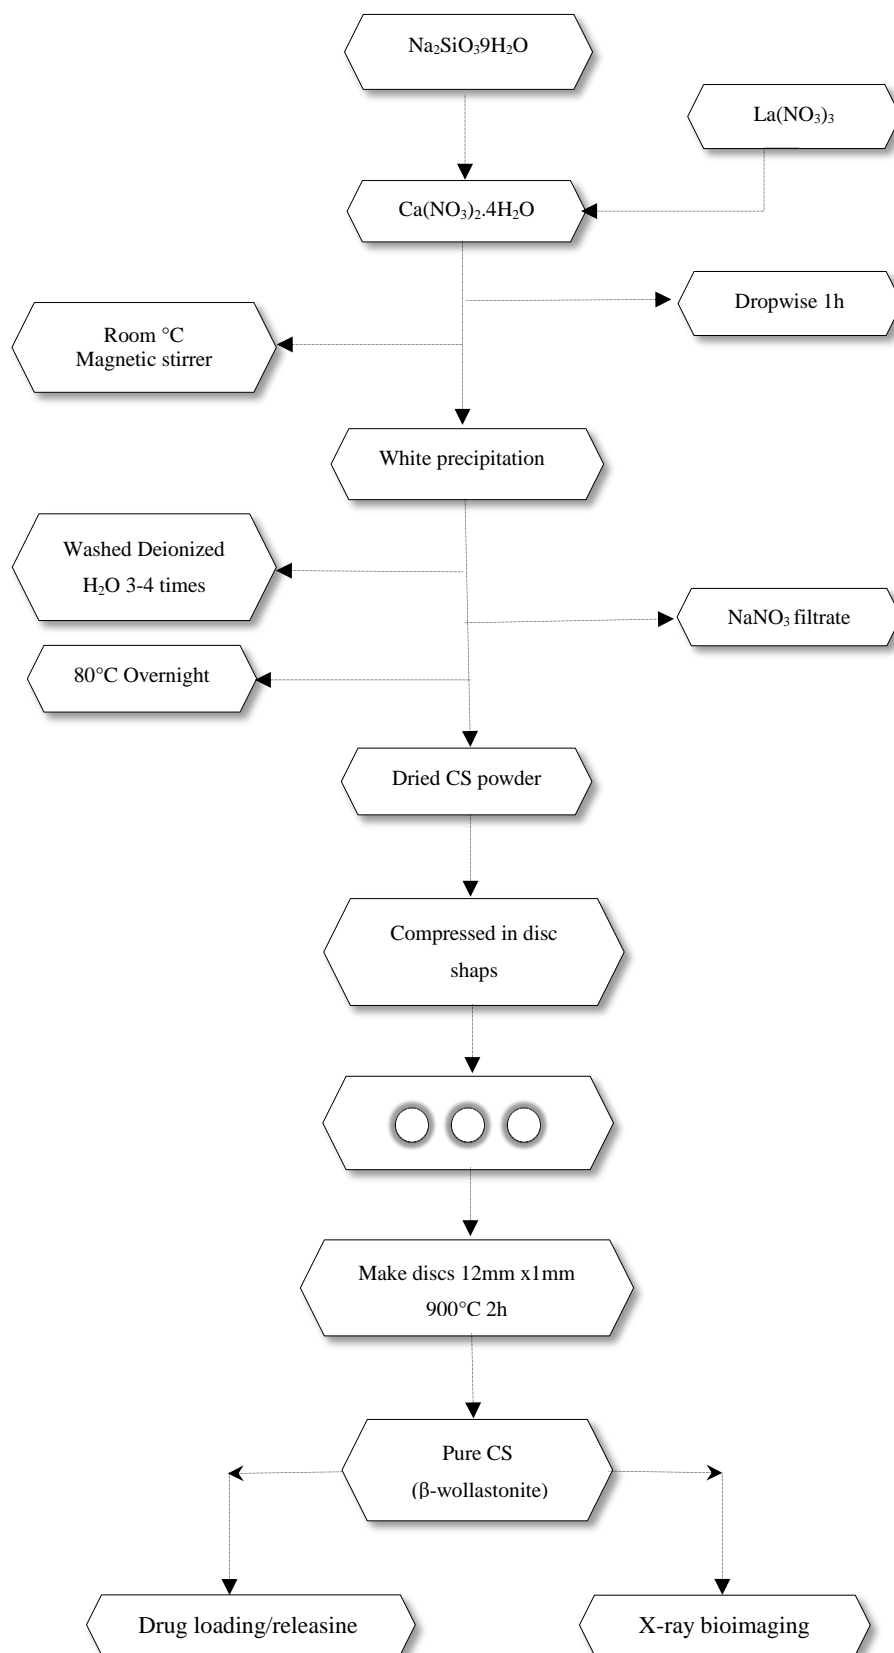 Na₂SiO₃9H₂O
La(NO₃)₃
Ca(NO₃)₂.4H₂O
Dropwise 1h
Room °C
Magnetic stirrer
White precipitation
Washed Deionized
H₂O 3-4 times
NaNO₃ filtrate
80°C Overnight
Dried CS powder
Compressed in disc
shaps
Make discs 12mm x1mm
900°C 2h
Pure CS
(β-wollastonite)
Drug loading/releasine
X-ray bioimaging